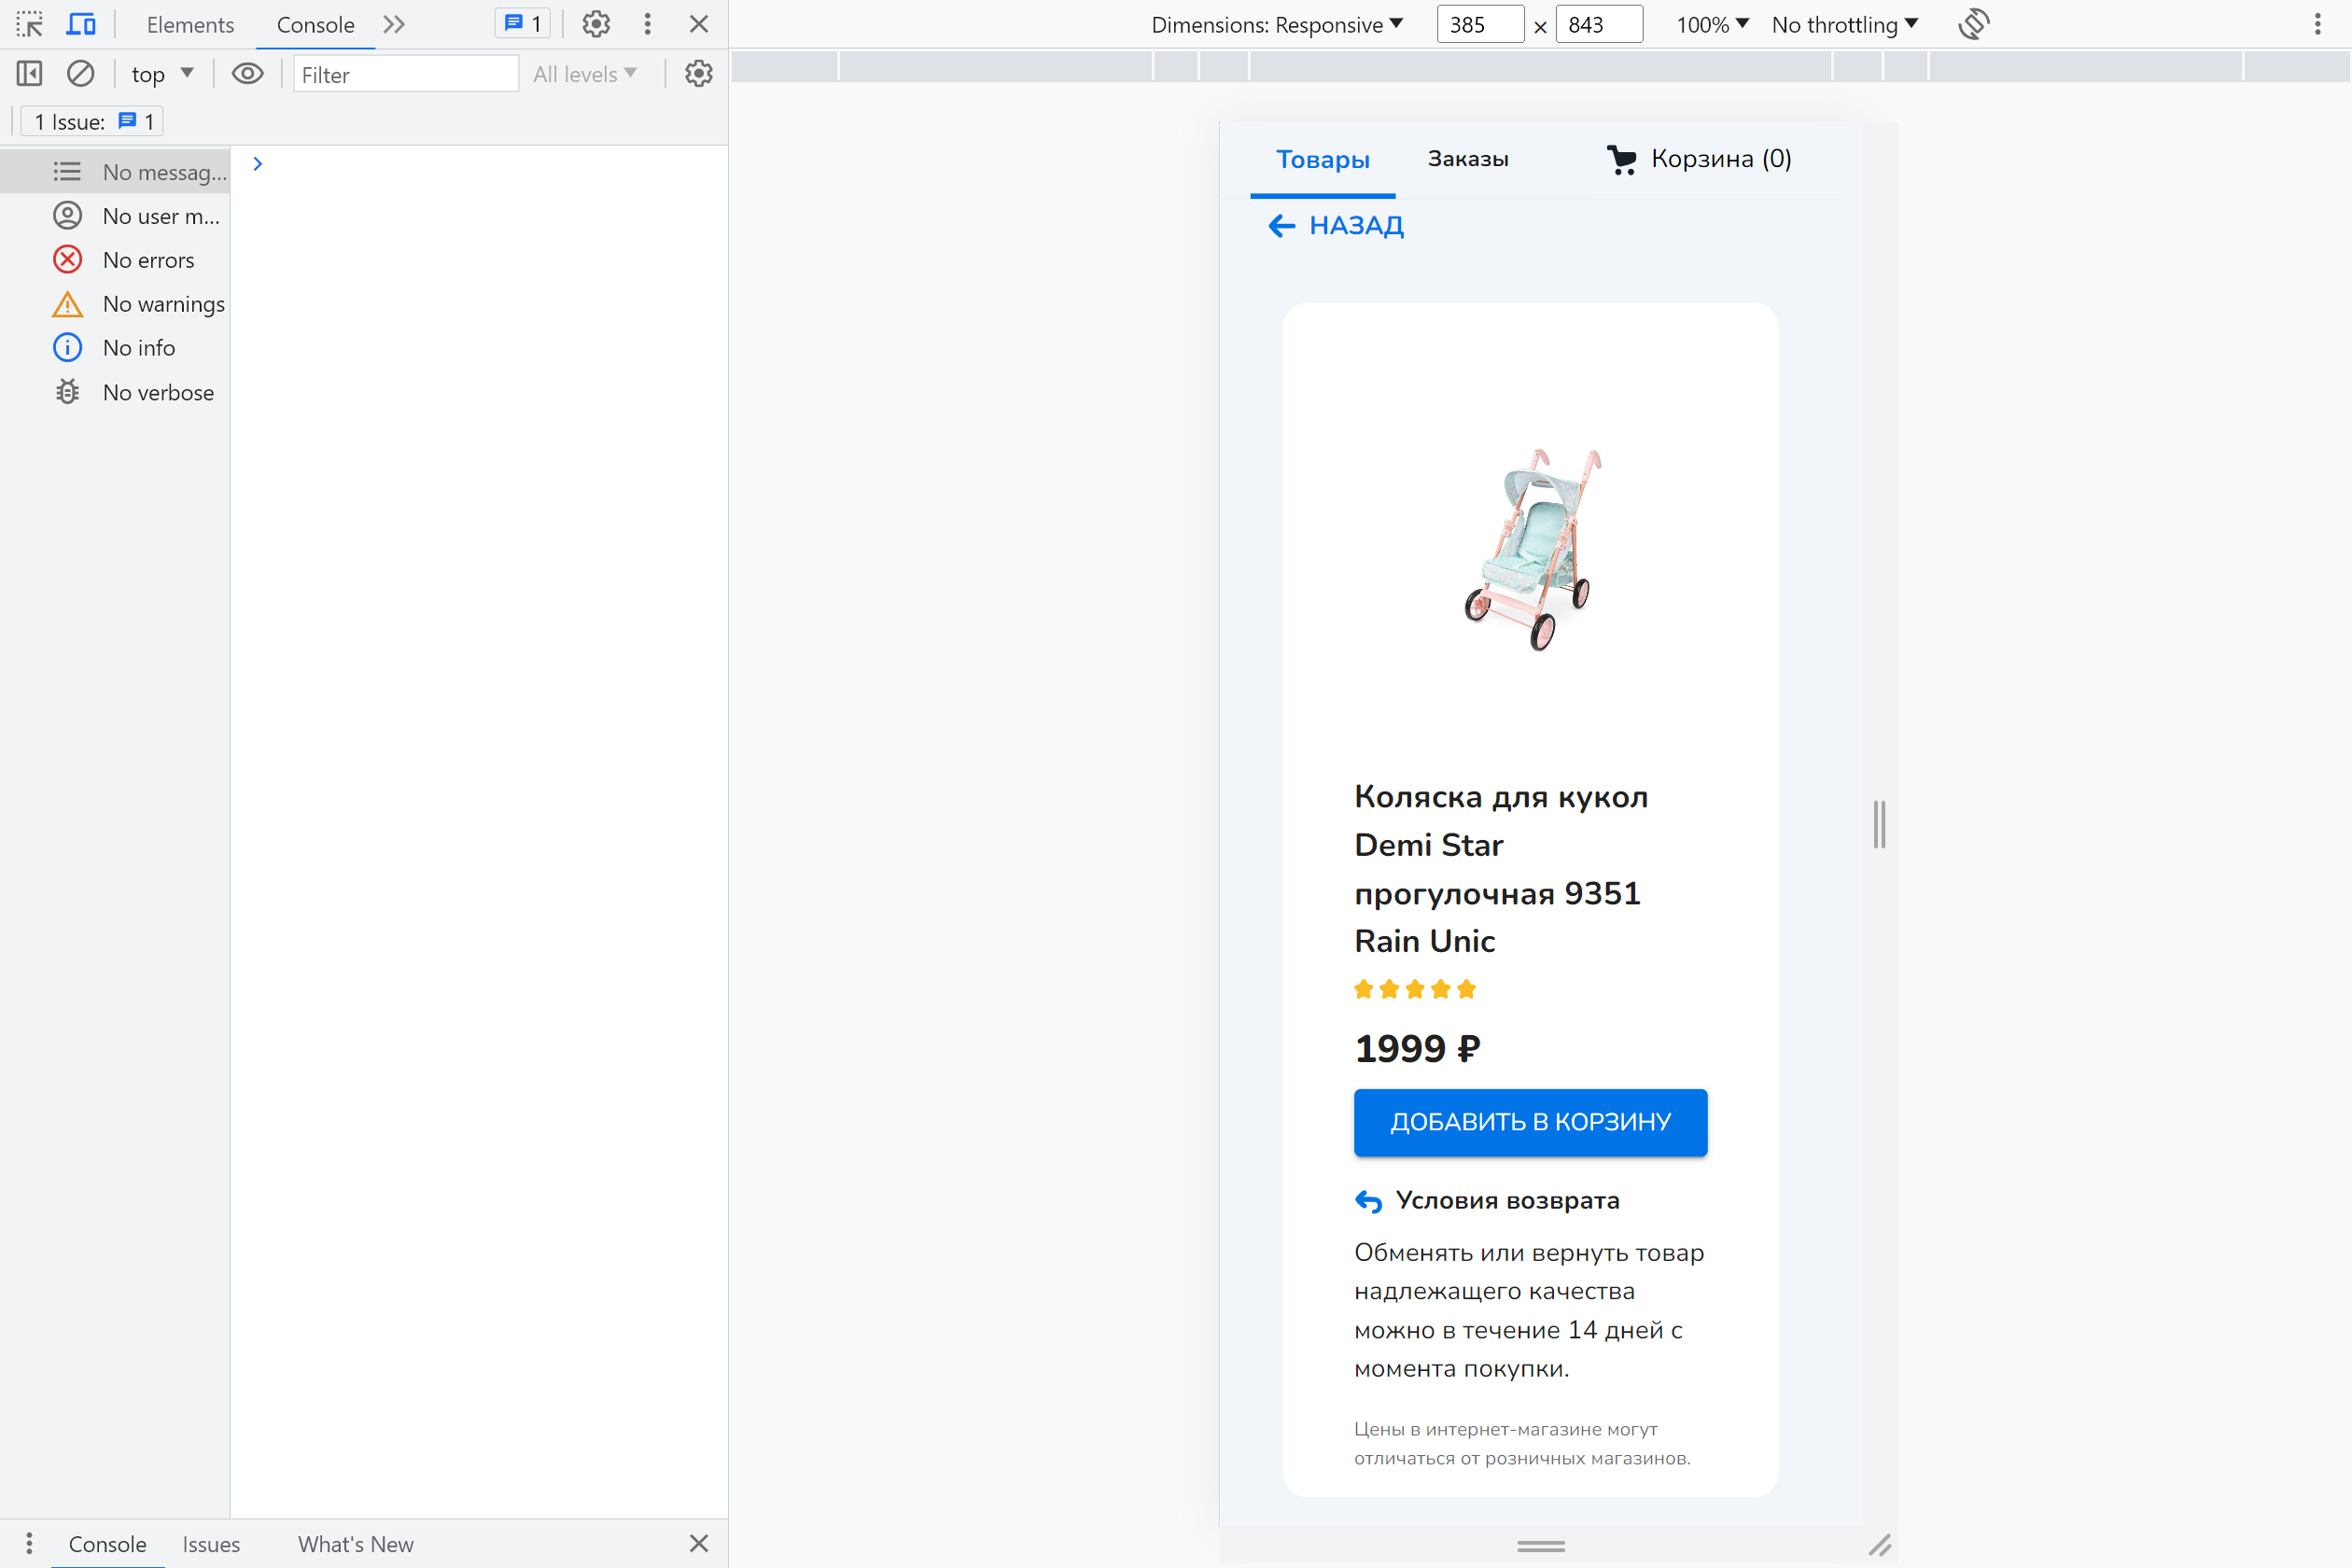 Elements
Console
1
Dimensions: Responsive
385 × 843
100%
No throttling
top
Filter
All levels
1 Issue: 1
No messag...
No user m...
No errors
No warnings
No info
No verbose
Товары
Заказы
Корзина (0)
НАЗАД
Коляска для кукол
Demi Star
прогулочная 9351
Rain Unic
1999 ₽
ДОБАВИТЬ В КОРЗИНУ
Условия возврата
Обменять или вернуть товар
надлежащего качества
можно в течение 14 дней с
момента покупки.
Цены в интернет-магазине могут
отличаться от розничных магазинов.
Console
Issues
What's New